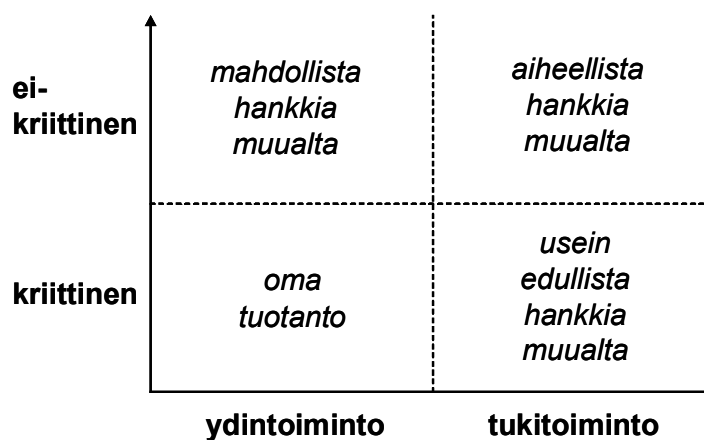 ei-
kriittinen
mahdollista
hankkia
muualta
aiheellista
hankkia
muualta
kriittinen
oma
tuotanto
usein
edullista
hankkia
muualta
ydintoiminto
tukitoiminto